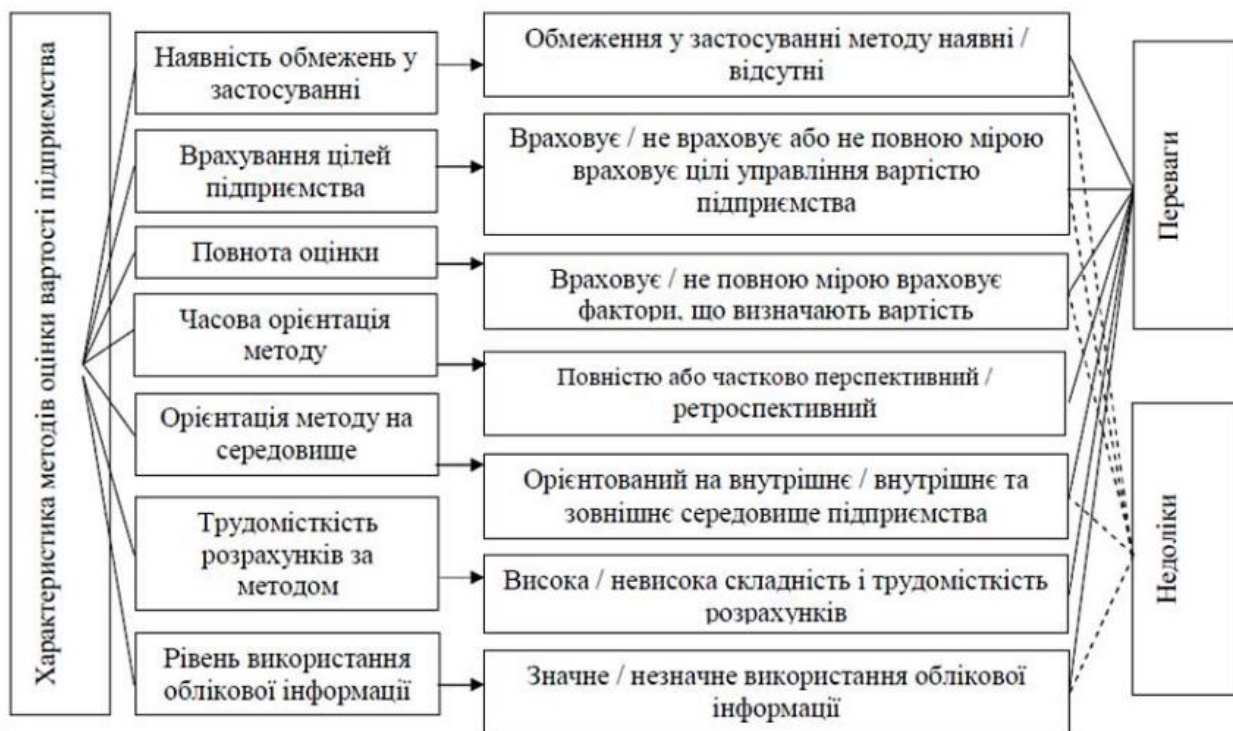 Характеристика методів оцінки вартості підприємства
Наявність обмежень у
застосуванні
Обмеження у застосуванні методу наявні /
відсутні
Врахування цілей
підприємства
Враховує / не враховує або не повною мірою
враховує цілі управління вартістю
підприємства
Повнота оцінки
Враховує / не повною мірою враховує
фактори, що визначають вартість
Часова орієнтація
методу
Повністю або частково перспективний /
ретроспективний
Орієнтація методу на
середовище
Орієнтований на внутрішнє / внутрішнє та
зовнішнє середовище підприємства
Трудомісткість
розрахунків за
методом
Висока / невисока складність і трудомісткість
розрахунків
Рівень використання
облікової інформації
Значне / незначне використання облікової
інформації
Переваги
Недоліки